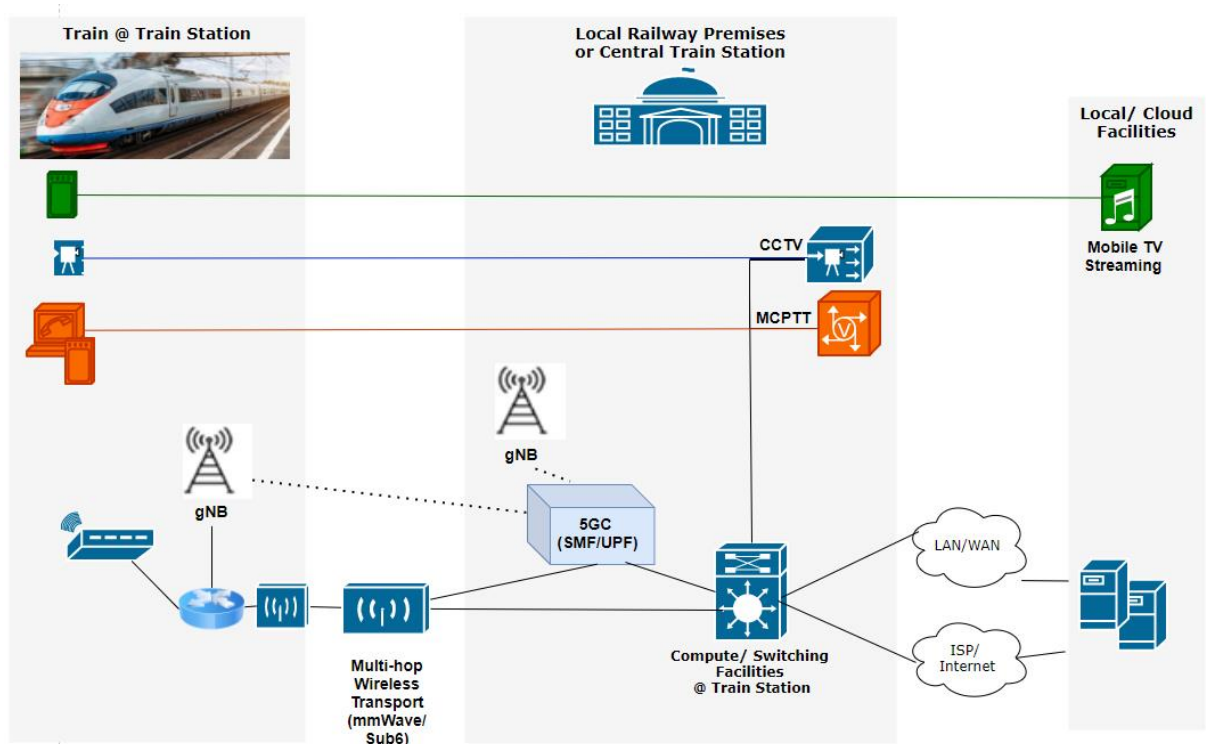 Train @ Train Station
Local Railway Premises
or Central Train Station
Local/ Cloud
Facilities
Mobile TV
Streaming
CCTV
MCPTT
V
gNB
gNB
5GC
(SMF/UPF)
LAN/WAN
ISP/
Internet
Multi-hop
Wireless
Transport
(mmWave/
Sub6)
Compute/ Switching
Facilities
@ Train Station